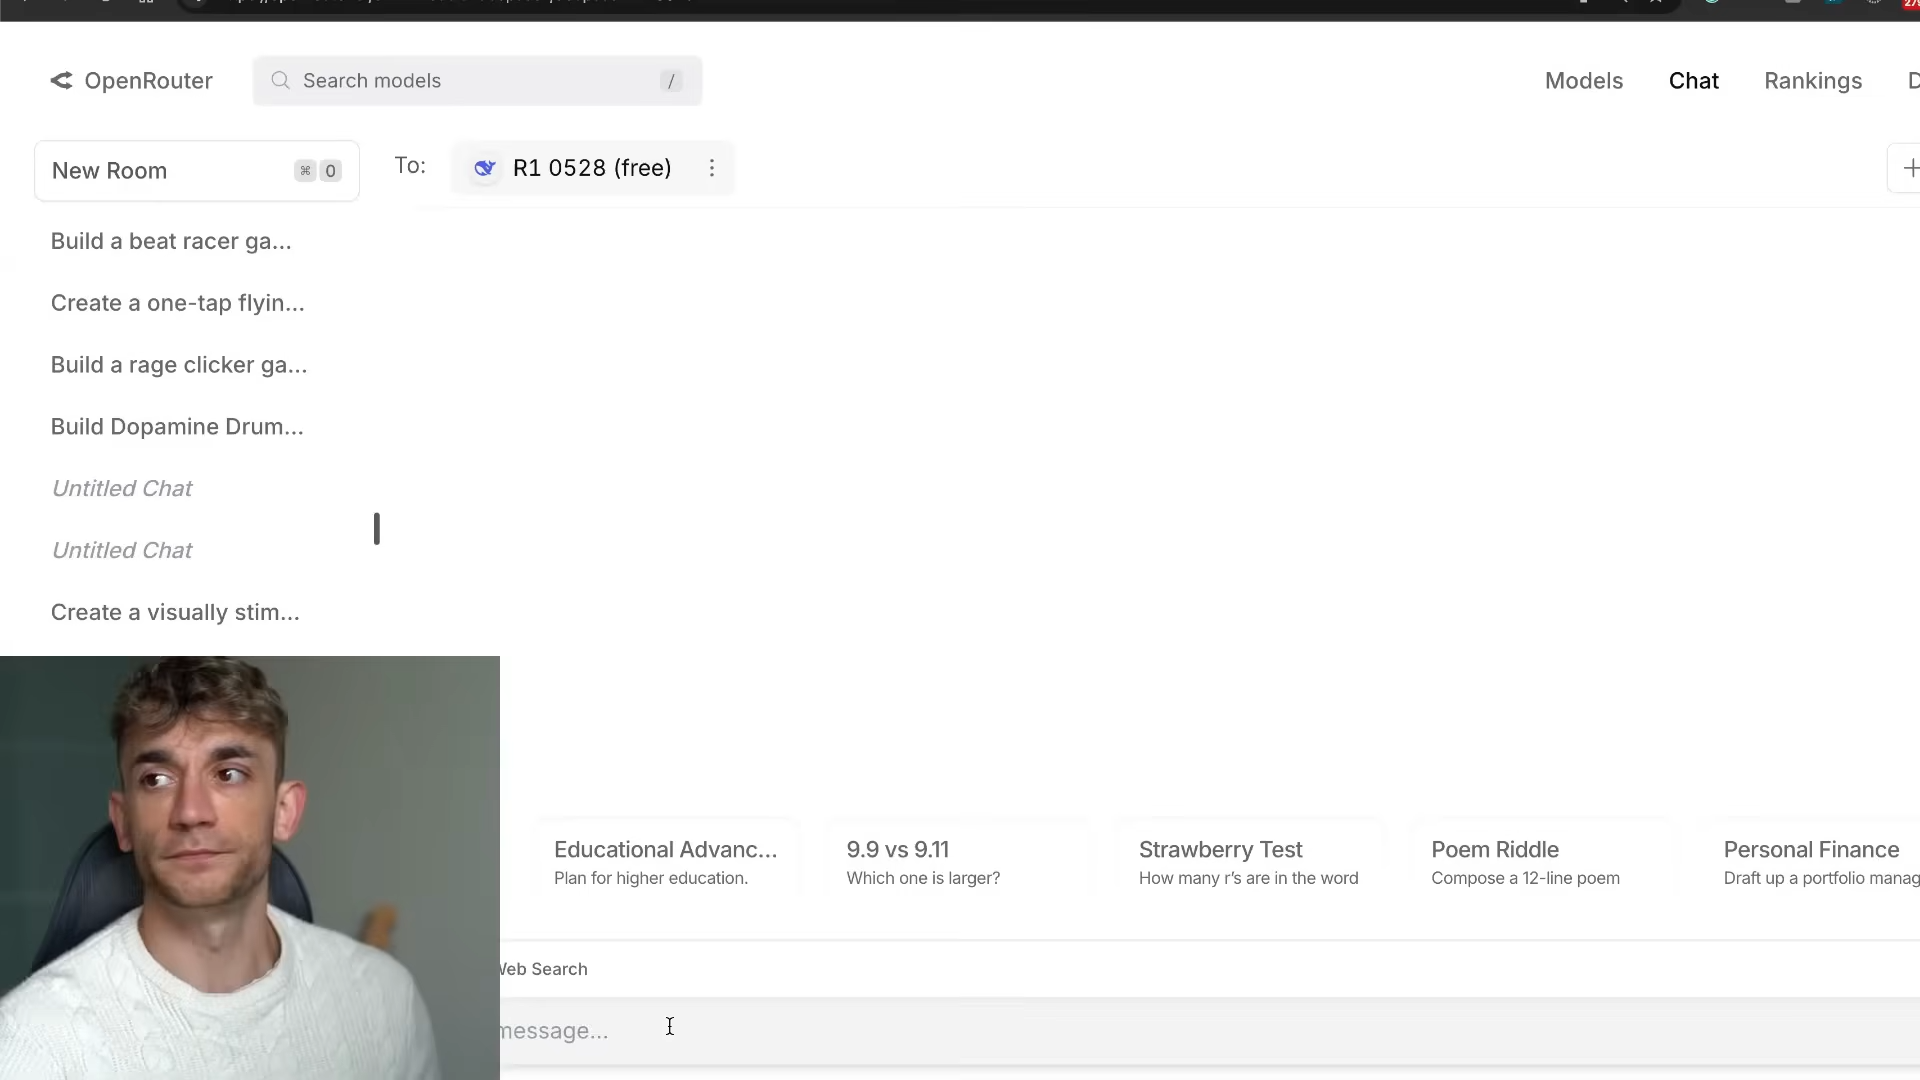 OpenRouter
Search models
/
Models
Chat
Rankings
New Room
⌘ 0
To:
R1 0528 (free)
Build a beat racer ga...
Create a one-tap flyin...
Build a rage clicker ga...
Build Dopamine Drum...
Untitled Chat
Untitled Chat
Create a visually stim...
Educational Advanc...
Plan for higher education.
9.9 vs 9.11
Which one is larger?
Strawberry Test
How many r's are in the word
Poem Riddle
Compose a 12-line poem
Personal Finance
Draft up a portfolio manag
Web Search
message...